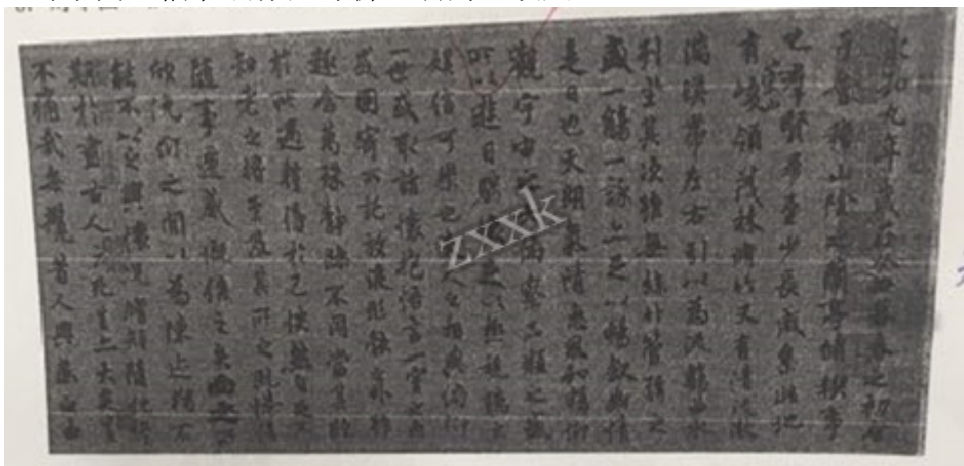 永和九年歲在癸丑暮春之初會
于會稽山陰之蘭亭脩稧事
也群賢畢至少長咸集此地
有峻領茂林脩竹又有清流激
湍暎帶左右引以為流觴曲水
列坐其次雖無絲竹管弦之
盛一觴一詠亦足以暢敘幽情
是日也天朗氣清惠風和暢仰
觀宇宙之大俯察品類之盛
所以遊目騁懷足以極視聽之
娛信可樂也夫人之相與俯仰
一世或取諸懷抱悟言一室之內
或因寄所託放浪形骸之外雖
趣舍萬殊靜躁不同當其欣
於所遇暫得於己快然自足不
知老之將至及其所之既惓情
隨事遷感慨係之矣向之所
欣俛仰之間以為陳迹猶不
能不以之興懷況脩短隨化終
期於盡古人云死生亦大矣豈
不痛哉每攬昔人興感之由
zxxk